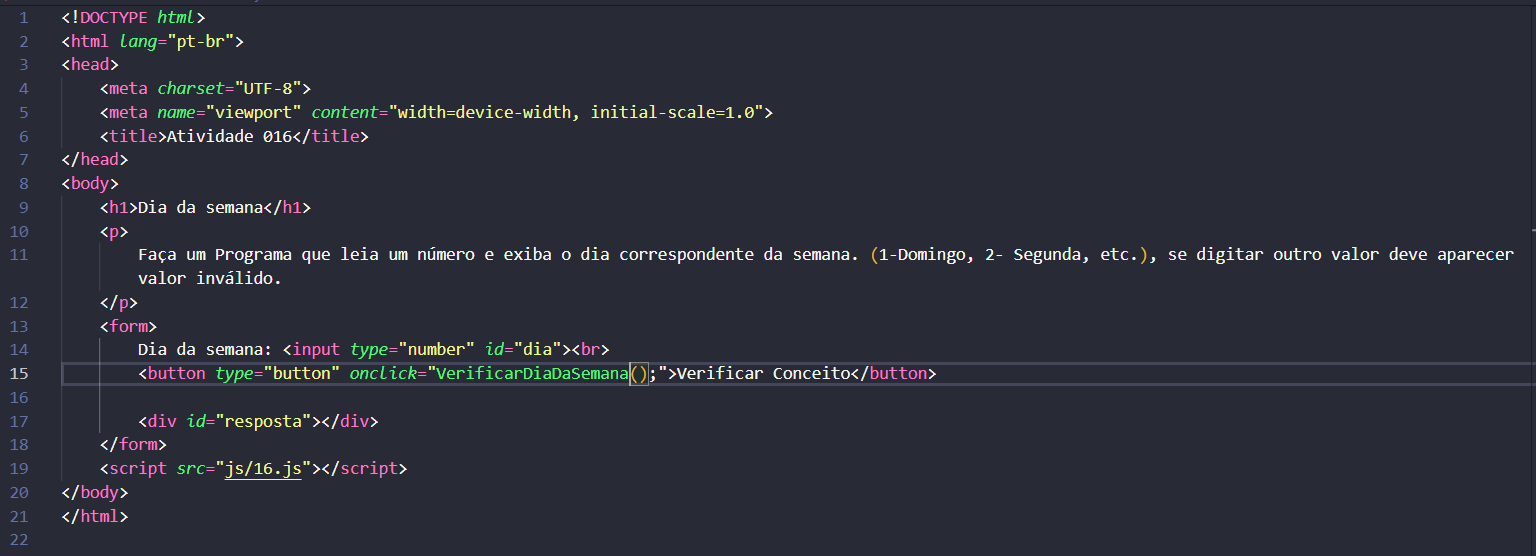 1 <!DOCTYPE html>
2 <html lang="pt-br">
3 <head>
4 <meta charset="UTF-8">
5 <meta name="viewport" content="width=device-width, initial-scale=1.0">
6 <title>Atividade 016</title>
7 </head>
8 <body>
9 <h1>Dia da semana</h1>
10 <p>
11 Faça um Programa que leia um número e exiba o dia correspondente da semana. (1-Domingo, 2- Segunda, etc.), se digitar outro valor deve aparecer
valor inválido.
12 </p>
13 <form>
14 Dia da semana: <input type="number" id="dia"><br>
15 <button type="button" onclick="VerificarDiaDaSemana();">Verificar Conceito</button>
16
17 <div id="resposta"></div>
18 </form>
19 <script src="js/16.js"></script>
20 </body>
21 </html>
22